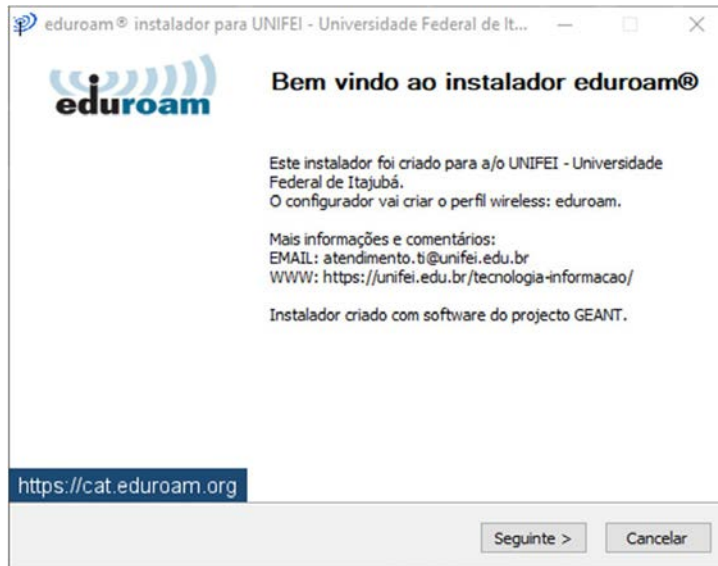 eduroam® instalador para UNIFEI - Universidade Federal de It...
eduroam
Bem vindo ao instalador eduroam®
Este instalador foi criado para a/o UNIFEI - Universidade
Federal de Itajubá.
O configurador vai criar o perfil wireless: eduroam.
Mais informações e comentários:
EMAIL: atendimento.ti@unifei.edu.br
WWW: https://unifei.edu.br/tecnologia-informacao/
Instalador criado com software do projecto GEANT.
https://cat.eduroam.org
Seguinte >
Cancelar